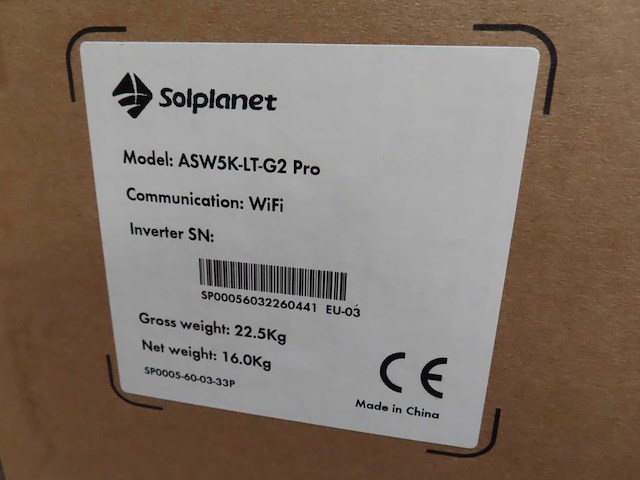 Solplanet
Model: ASW5K-LT-G2 Pro
Communication: WiFi
Inverter SN:
SP00056032260441 EU-03
Gross weight: 22.5Kg
Net weight: 16.0Kg
SP0005-60-03-33P
CE
Made in China